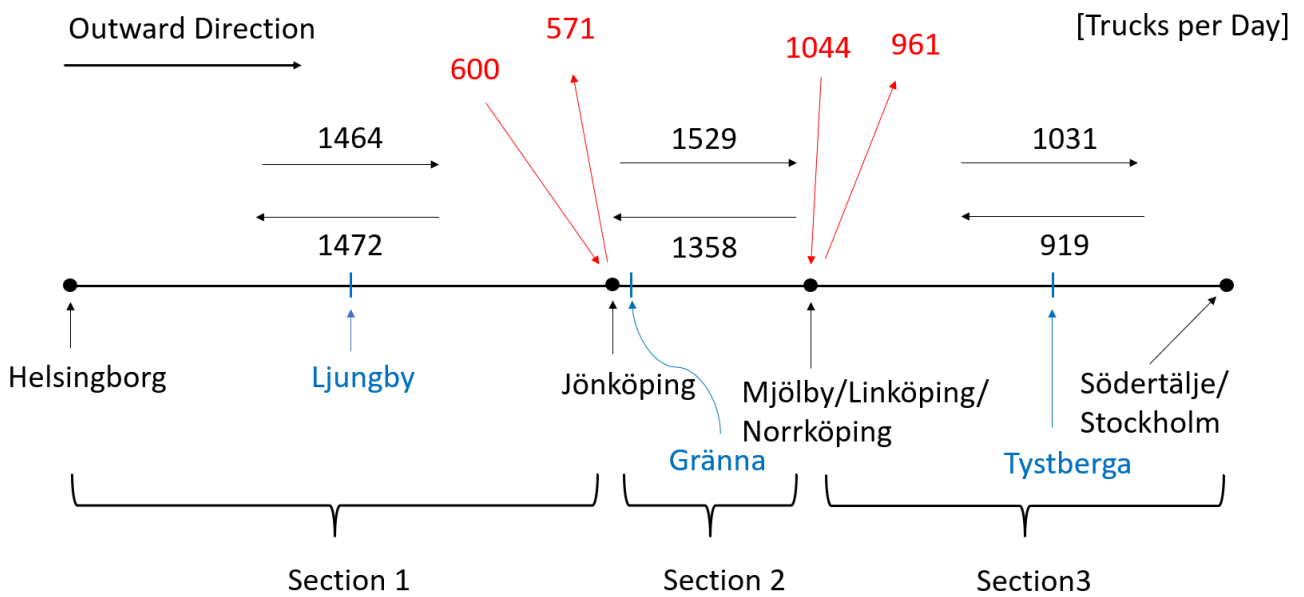 Outward Direction
571
[Trucks per Day]
600
1044
961
1464
1529
1031
1472
1358
919
Helsingborg
Ljungby
Jönköping
Mjölby/Linköping/
Norrköping
Södertälje/
Stockholm
Gränna
Tystberga
Section 1
Section 2
Section3